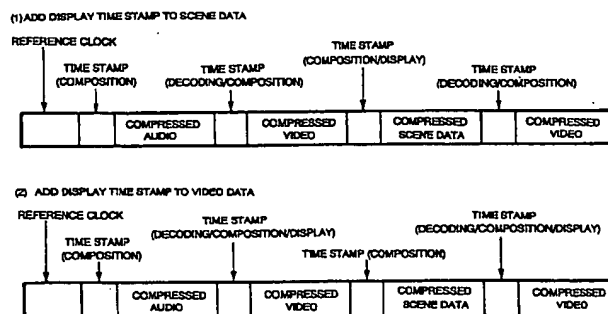 (1) ADD DISPLAY TIME STAMP TO SCENE DATA
REFERENCE CLOCK
TIME STAMP
(COMPOSITION)
TIME STAMP
(DECODING/COMPOSITION)
TIME STAMP
(COMPOSITION/DISPLAY)
TIME STAMP
(DECODING/COMPOSITION)
COMPRESSED
AUDIO
COMPRESSED
VIDEO
COMPRESSED
SCENE DATA
COMPRESSED
VIDEO
(2) ADD DISPLAY TIME STAMP TO VIDEO DATA
REFERENCE CLOCK
TIME STAMP
(COMPOSITION)
TIME STAMP
(DECODING/COMPOSITION/DISPLAY)
TIME STAMP (COMPOSITION)
TIME STAMP
(DECODING/COMPOSITION/DISPLAY)
COMPRESSED
AUDIO
COMPRESSED
VIDEO
COMPRESSED
SCENE DATA
COMPRESSED
VIDEO